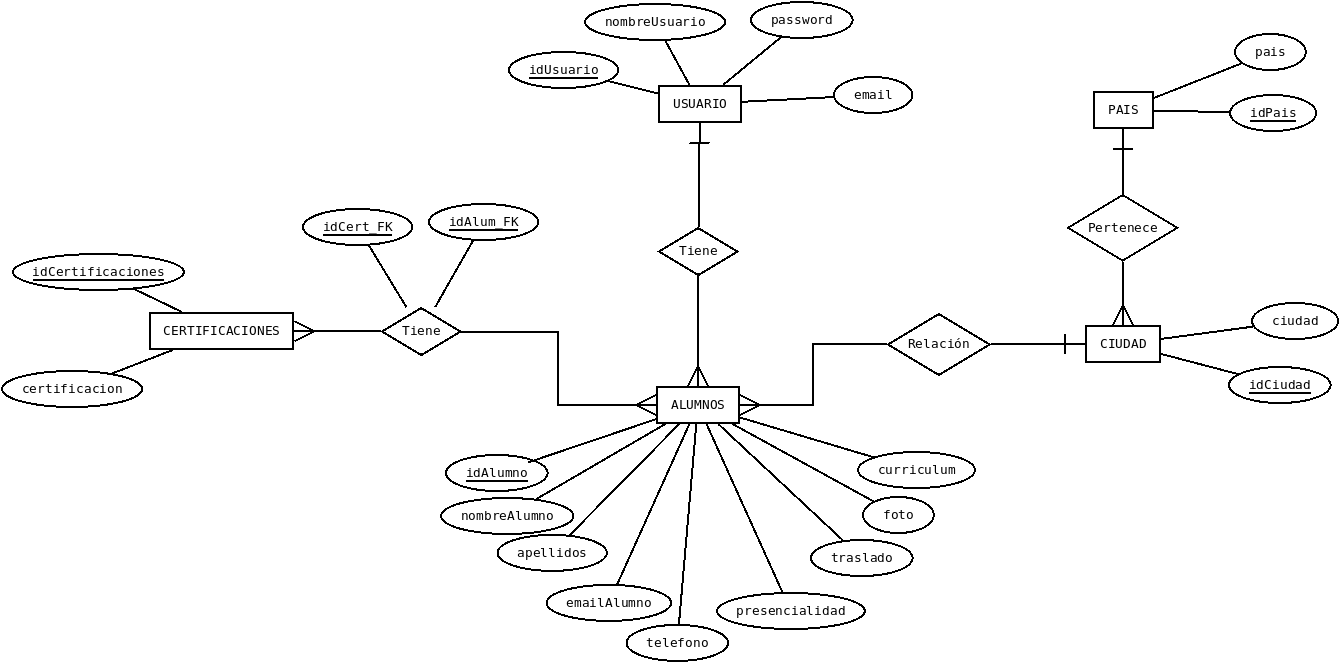 nombreUsuario
password
idUsuario
email
USUARIO
pais
PAIS
idPais
idCert_FK
idAlum_FK
Tiene
Pertenece
idCertificaciones
CERTIFICACIONES
Tiene
certificacion
Relación
CIUDAD
ciudad
idCiudad
ALUMNOS
idAlumno
nombreAlumno
apellidos
emailAlumno
telefono
presencialidad
traslado
foto
curriculum